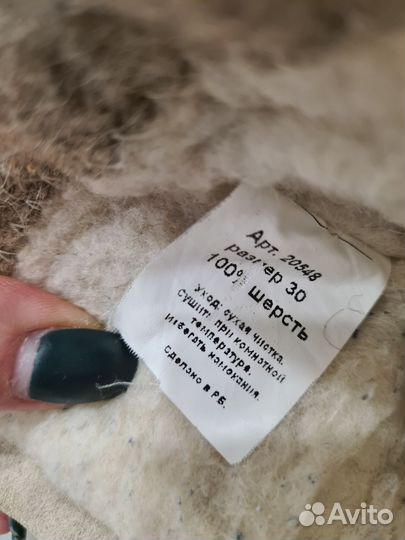 Арт. 20548
размер 30
100% шерсть
Уход: сухая чистка.
Сушить при комнатной
температуре.
Избегать намокания.
Сделано в РБ.
Avito